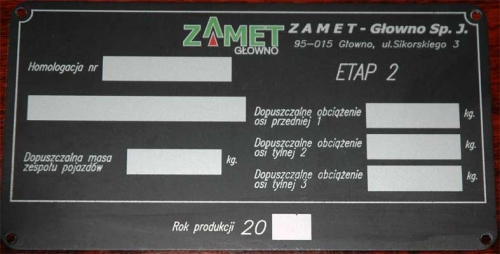 ZAMET
GŁOWNO
ZAMET - Głowno Sp. J.
95-015 Głowno, ul.Sikorskiego 3
Homologacja nr
ETAP 2
Dopuszczalne obciążenie
osi przedniej 1
kg.
Dopuszczalna masa
zespołu pojazdów
kg.
Dopuszczalne obciążenie
osi tylnej 2
kg.
Dopuszczalne obciążenie
osi tylnej 3
kg.
Rok produkcji 20